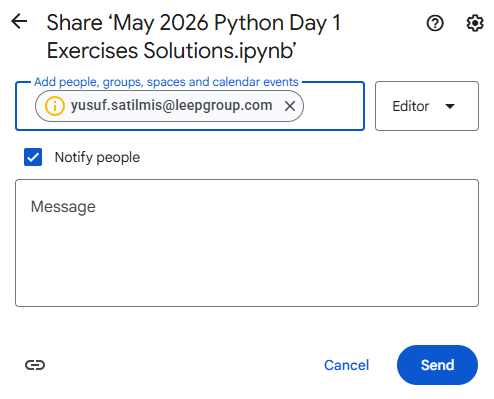 Share ‘May 2026 Python Day 1
Exercises Solutions.ipynb’
Add people, groups, spaces and calendar events
yusuf.satilmis@leepgroup.com
Editor
Notify people
Message
Cancel
Send